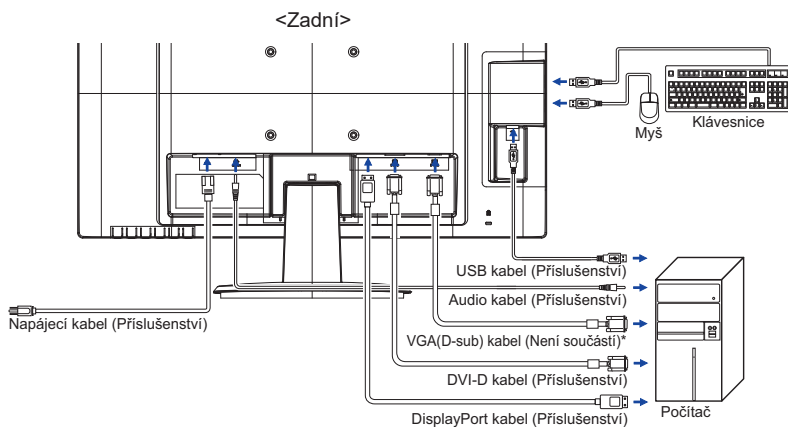 <Zadní>
Myš
Klávesnice
USB kabel (Příslušenství)
Audio kabel (Příslušenství)
Napájecí kabel (Příslušenství)
VGA(D-sub) kabel (Není součástí)*
DVI-D kabel (Příslušenství)
DisplayPort kabel (Příslušenství)
Počítač